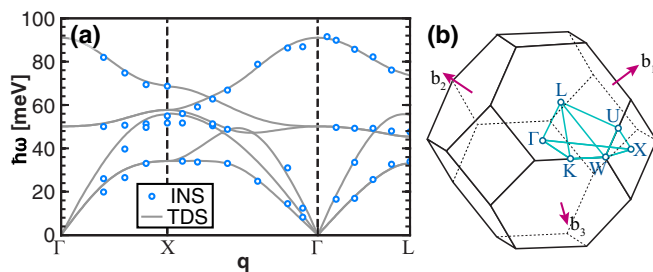 (a)
ħω [meV]
100
80
60
40
20
0
INS
TDS
Γ
X
Γ
L
q
(b)
b₂
b₁
L
U
Γ
X
K
W
b₃